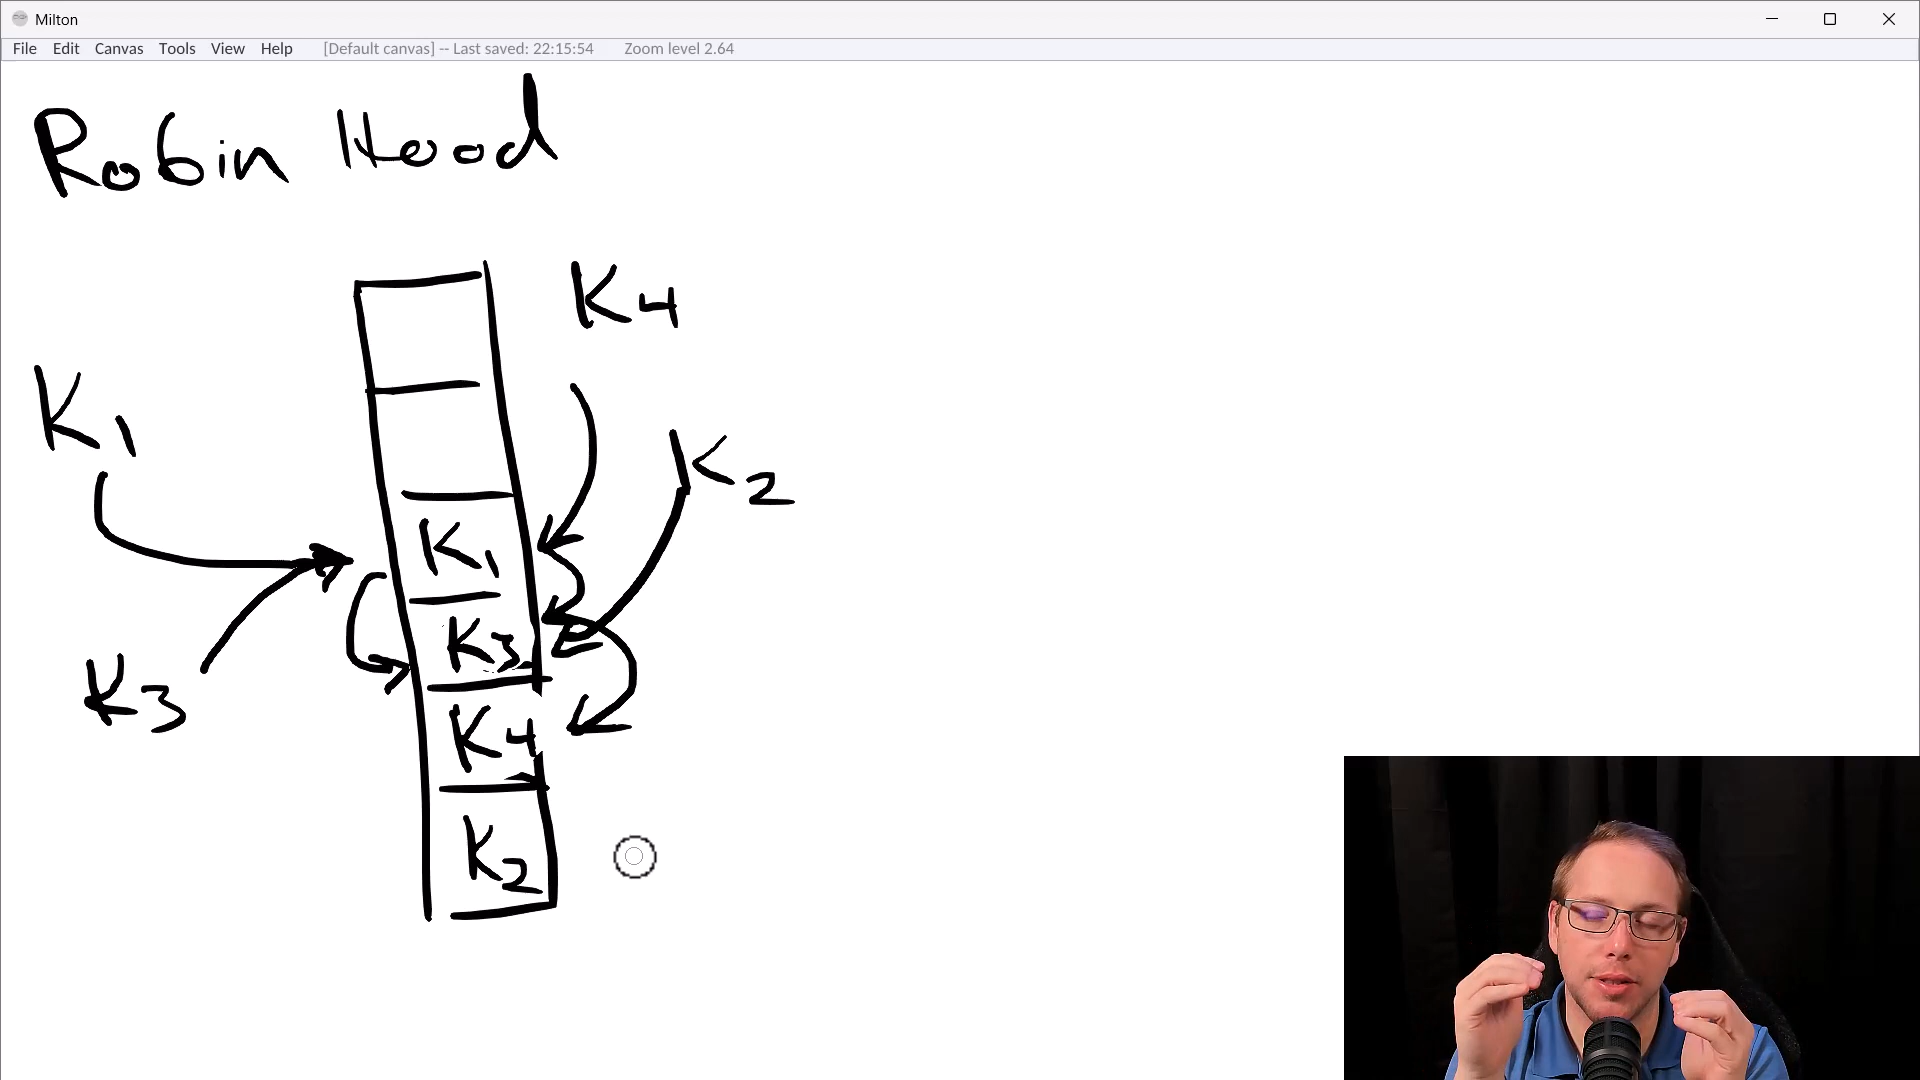 Milton
File Edit Canvas Tools View Help [Default canvas] -- Last saved: 22:15:54 Zoom level 2.64
Robin Hood
K4
K1
K2
K1
K3
K3
K4
K2